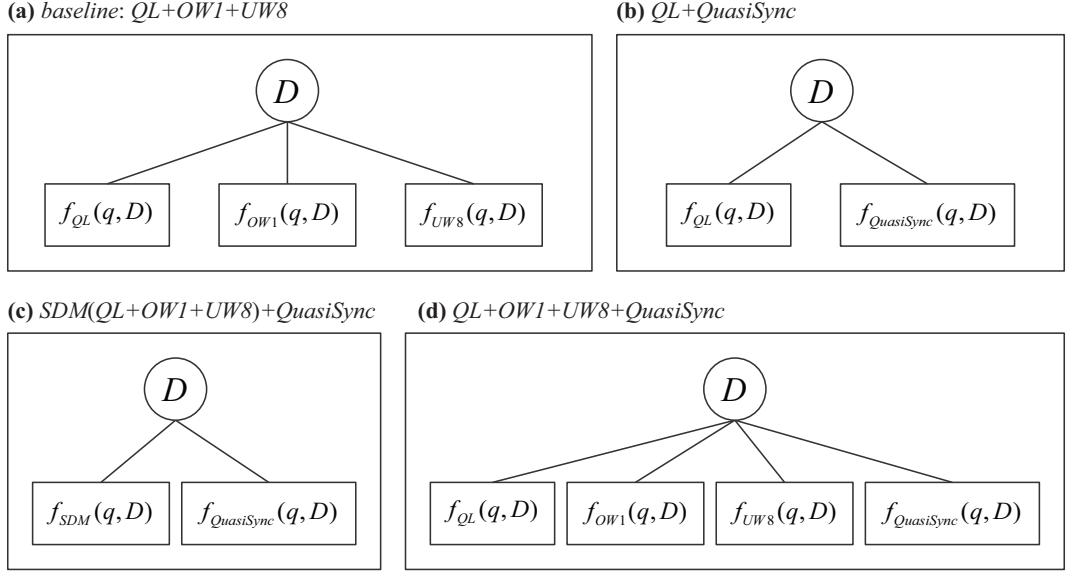 (a) baseline: QL+OW1+UW8
D
f_QL(q, D) f_OW1(q, D) f_UW8(q, D)
(b) QL+QuasiSync
D
f_QL(q, D) f_QuasiSync(q, D)
(c) SDM(QL+OW1+UW8)+QuasiSync
D
f_SDM(q, D) f_QuasiSync(q, D)
(d) QL+OW1+UW8+QuasiSync
D
f_QL(q, D) f_OW1(q, D) f_UW8(q, D) f_QuasiSync(q, D)